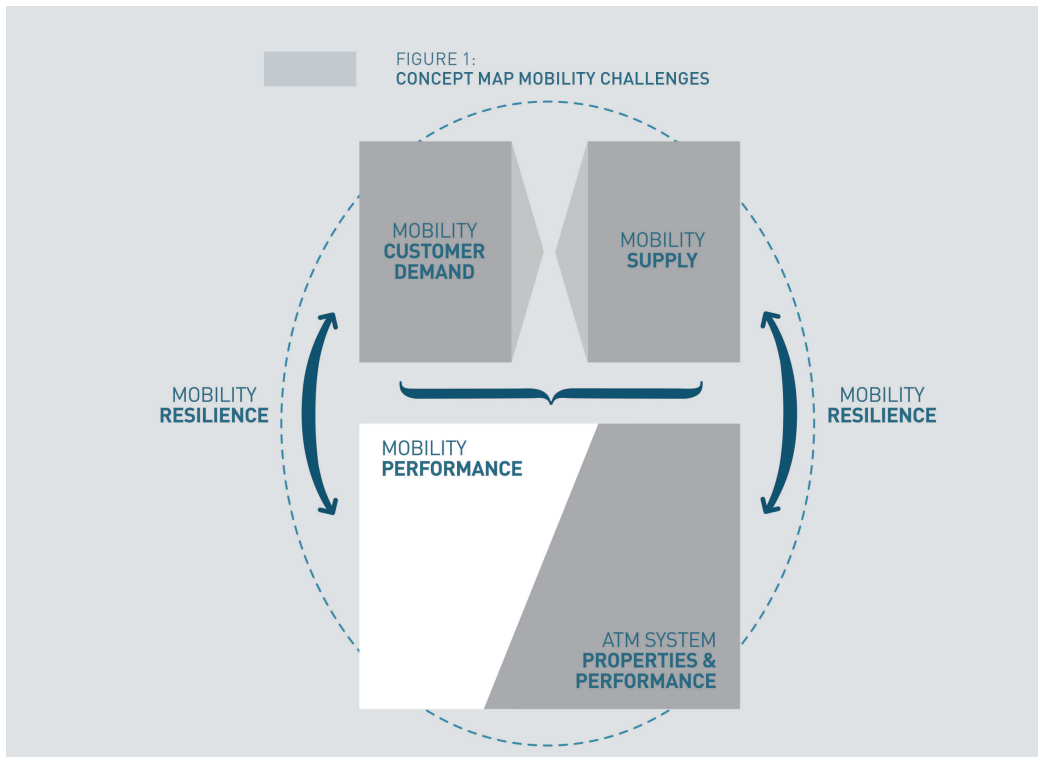 FIGURE 1:
CONCEPT MAP MOBILITY CHALLENGES
MOBILITY
CUSTOMER
DEMAND
MOBILITY
SUPPLY
MOBILITY
RESILIENCE
MOBILITY
RESILIENCE
MOBILITY
PERFORMANCE
ATM SYSTEM
PROPERTIES &
PERFORMANCE